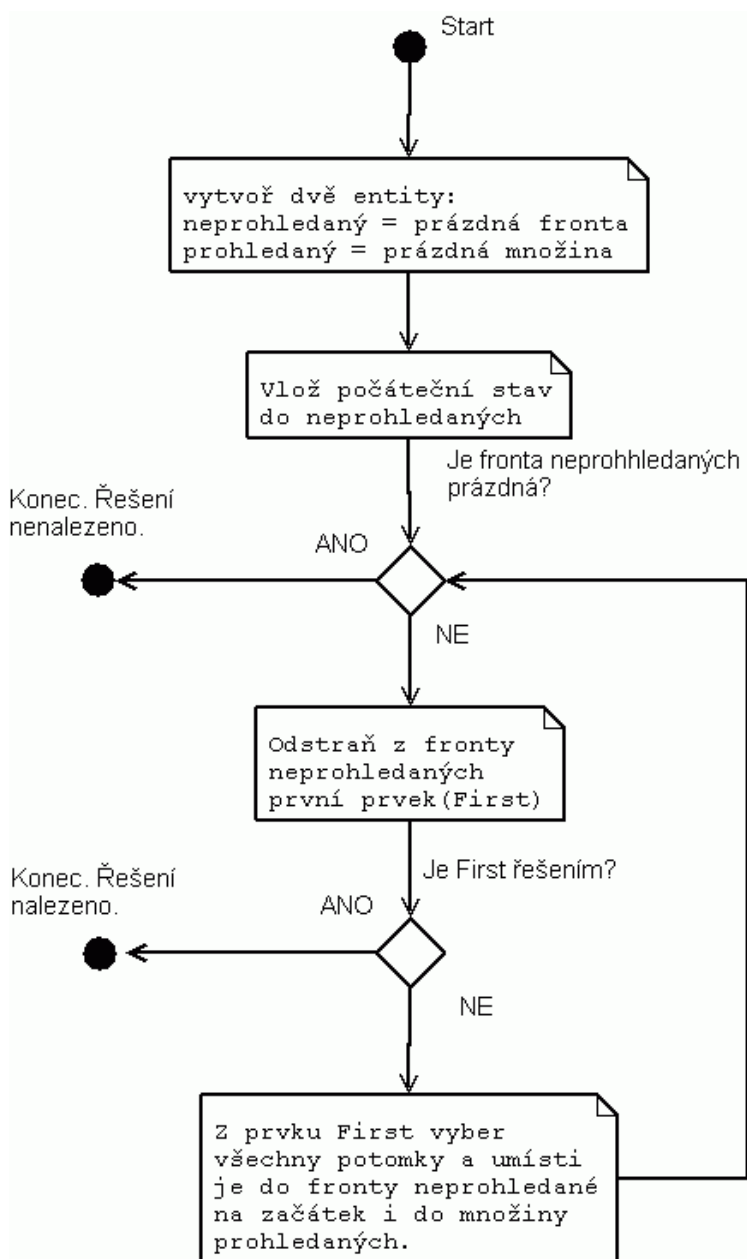 Start
vytvoř dvě entity:
neprohledaný = prázdná fronta
prohledaný = prázdná množina
Vlož počáteční stav
do neprohledaných
Je fronta neprohhledaných
prázdná?
Konec. Řešení
nenalezeno.
ANO
NE
Odstraň z fronty
neprohledaných
první prvek(First)
Je First řešením?
Konec. Řešení
nalezeno.
ANO
NE
Z prvku First vyber
všechny potomky a umísti
je do fronty neprohledané
na začátek i do množiny
prohledaných.